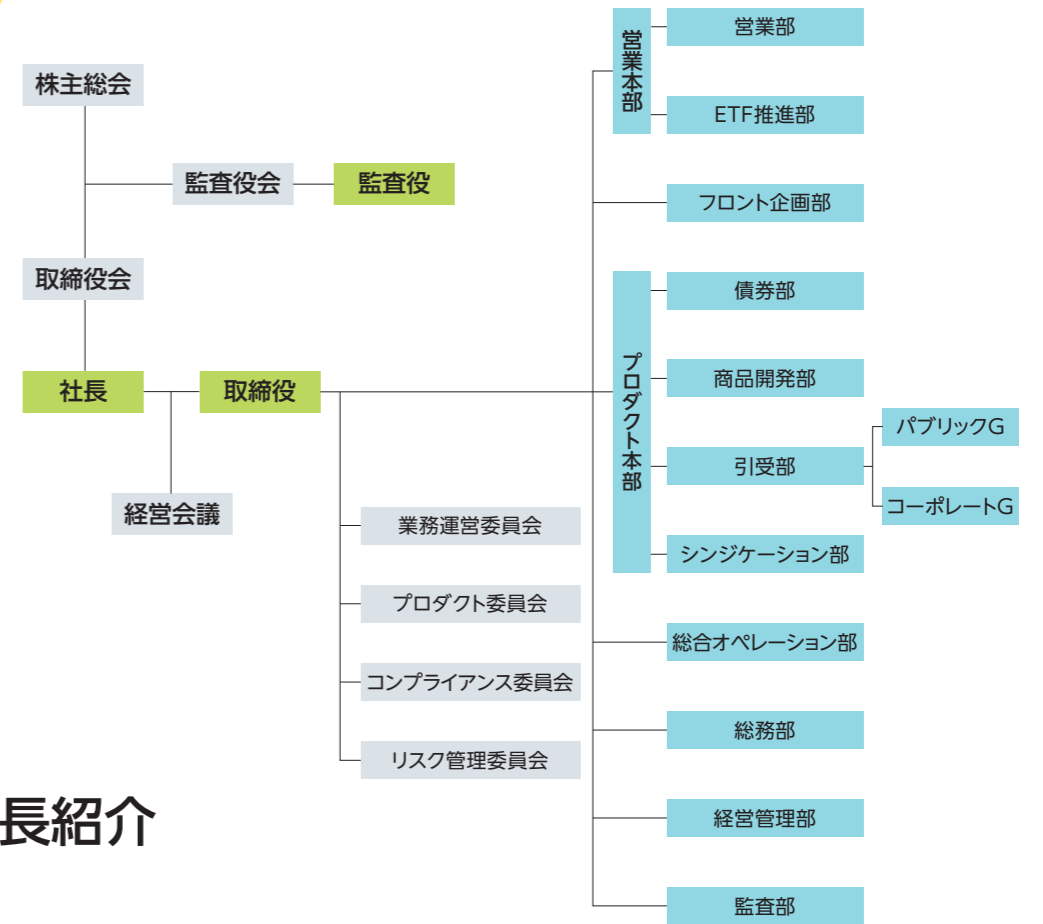 株主総会
監査役会
監査役
取締役会
社長
取締役
経営会議
業務運営委員会
プロダクト委員会
コンプライアンス委員会
リスク管理委員会
営業本部
営業部
ETF推進部
フロント企画部
プロダクト本部
債券部
商品開発部
引受部
パブリックG
コーポレートG
シンジケーション部
総合オペレーション部
総務部
経営管理部
監査部
長紹介